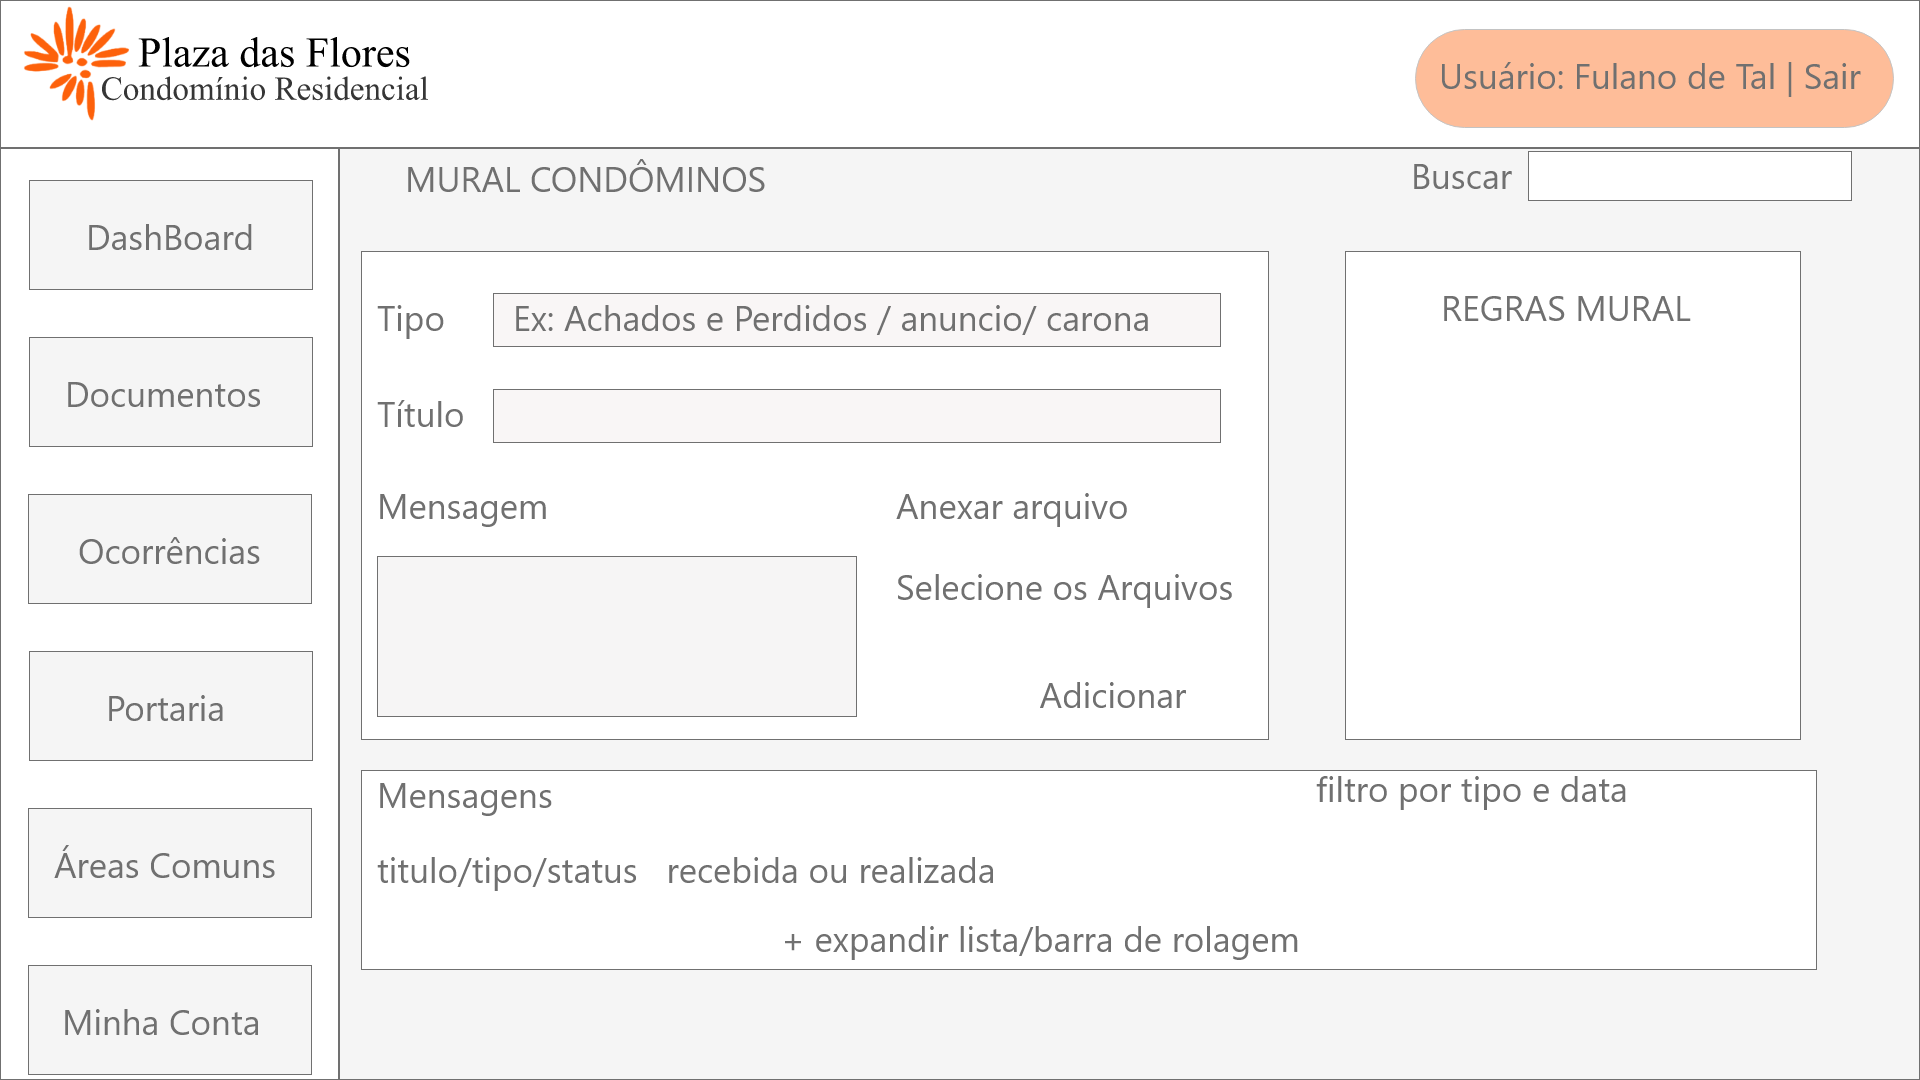 Plaza das Flores
Condomínio Residencial
Usuário: Fulano de Tal | Sair
DashBoard
Documentos
Ocorrências
Portaria
Áreas Comuns
Minha Conta
MURAL CONDÔMINOS
Buscar
Tipo Ex: Achados e Perdidos / anuncio/ carona
Título
Mensagem
Anexar arquivo
Selecione os Arquivos
Adicionar
REGRAS MURAL
Mensagens
filtro por tipo e data
titulo/tipo/status recebida ou realizada
+ expandir lista/barra de rolagem